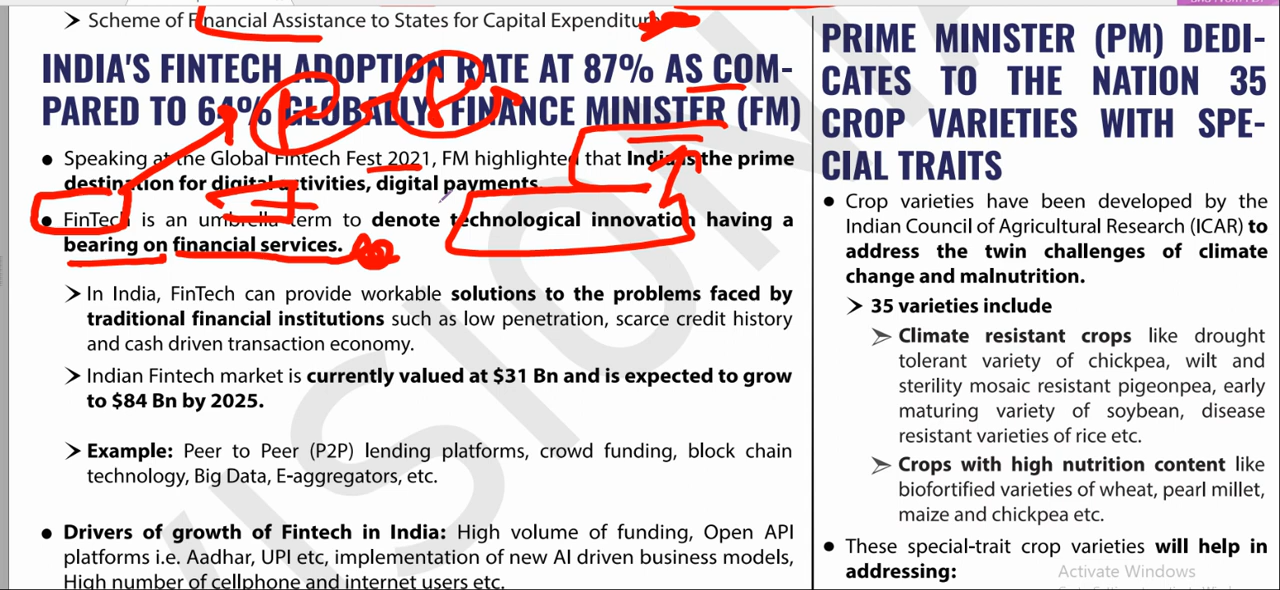 ➤ Scheme of Financial Assistance to States for Capital Expenditure
INDIA'S FINTECH ADOPTION RATE AT 87% AS COM-
PARED TO 64% GLOBALLY: FINANCE MINISTER (FM)
● Speaking at the Global Fintech Fest 2021, FM highlighted that India is the prime
destination for digital activities, digital payments.
● FinTech is an umbrella term to denote technological innovation having a
bearing on financial services.
➤ In India, FinTech can provide workable solutions to the problems faced by
traditional financial institutions such as low penetration, scarce credit history
and cash driven transaction economy.
➤ Indian Fintech market is currently valued at $31 Bn and is expected to grow
to $84 Bn by 2025.
➤ Example: Peer to Peer (P2P) lending platforms, crowd funding, block chain
technology, Big Data, E-aggregators, etc.
● Drivers of growth of Fintech in India: High volume of funding, Open API
platforms i.e. Aadhar, UPI etc, implementation of new AI driven business models,
High number of cellphone and internet users etc.
PRIME MINISTER (PM) DEDI-
CATES TO THE NATION 35
CROP VARIETIES WITH SPE-
CIAL TRAITS
● Crop varieties have been developed by the
Indian Council of Agricultural Research (ICAR) to
address the twin challenges of climate
change and malnutrition.
➤ 35 varieties include
➤ Climate resistant crops like drought
tolerant variety of chickpea, wilt and
sterility mosaic resistant pigeonpea, early
maturing variety of soybean, disease
resistant varieties of rice etc.
➤ Crops with high nutrition content like
biofortified varieties of wheat, pearl millet,
maize and chickpea etc.
● These special-trait crop varieties will help in
addressing:
Activate Windows